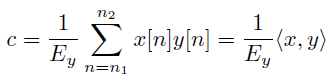 c = \frac{1}{E_y} \sum_{n=n_1}^{n_2} x[n]y[n] = \frac{1}{E_y} \langle x, y \rangle